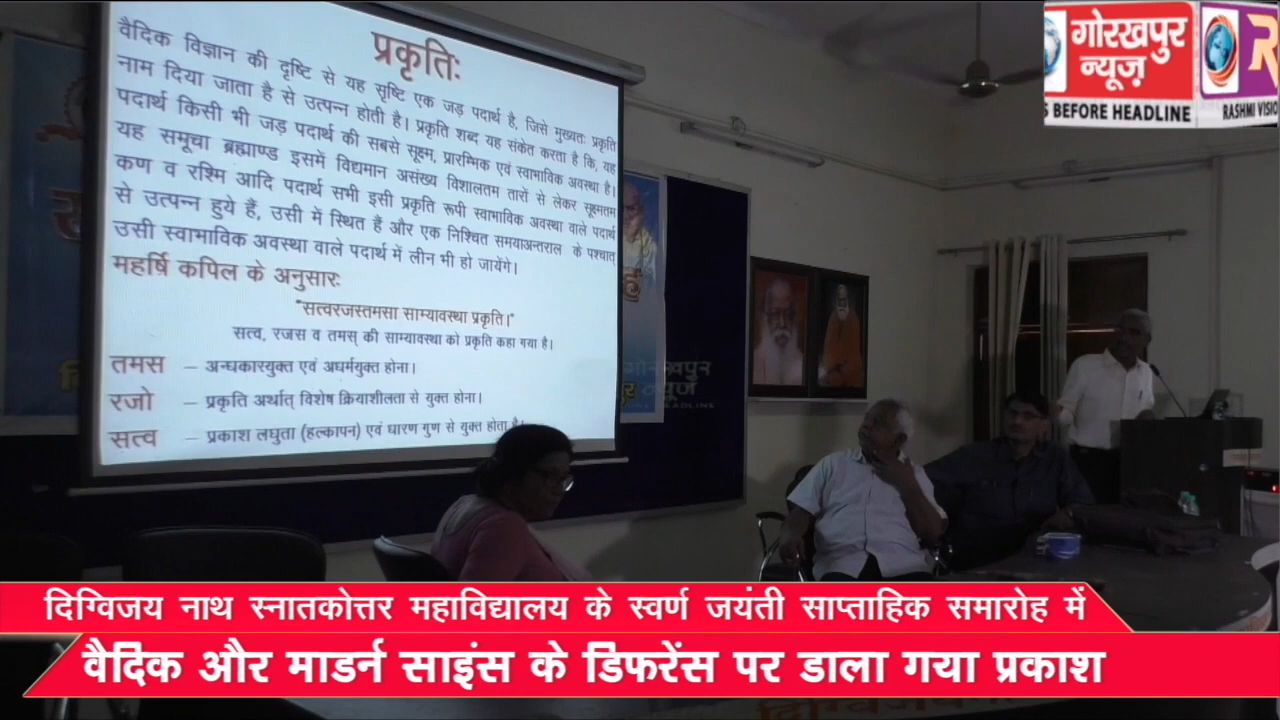 प्रकृतिः
वैदिक विज्ञान की दृष्टि से यह सृष्टि एक जड़ पदार्थ है, जिसे मुख्यतः प्रकृति
नाम दिया जाता है से उत्पन्न होती है। प्रकृति शब्द यह संकेत करता है कि, यह
पदार्थ किसी भी जड़ पदार्थ की सबसे सूक्ष्म, प्रारम्भिक एवं स्वाभाविक अवस्था है।
यह समूचा ब्रह्माण्ड इसमें विद्यमान असंख्य विशालतम तारों से लेकर सूक्ष्मतम
कण व रश्मि आदि पदार्थ सभी इसी प्रकृति रूपी स्वाभाविक अवस्था वाले पदार्थ
से उत्पन्न हुये हैं, उसी में स्थित हैं और एक निश्चित समयाअन्तराल के पश्चात्
उसी स्वाभाविक अवस्था वाले पदार्थ में लीन भी हो जायेंगे।
महर्षि कपिल के अनुसारः
"सत्वरजस्तमसा साम्यावस्था प्रकृति।"
सत्व, रजस व तमस् की साम्यावस्था को प्रकृति कहा गया है।
तमस – अन्धकारयुक्त एवं अधर्मयुक्त होना।
रजो – प्रकृति अर्थात् विशेष क्रियाशीलता से युक्त होना।
सत्व – प्रकाश लघुता (हल्कापन) एवं धारण गुण से युक्त होता है।
गोरखपुर
न्यूज़
S BEFORE HEADLINE
R
RASHMI VISIO
गोरखपुर
न्यूज़
दिग्विजय नाथ स्नातकोत्तर महाविद्यालय के स्वर्ण जयंती साप्ताहिक समारोह में
वैदिक और माडर्न साइंस के डिफरेंस पर डाला गया प्रकाश